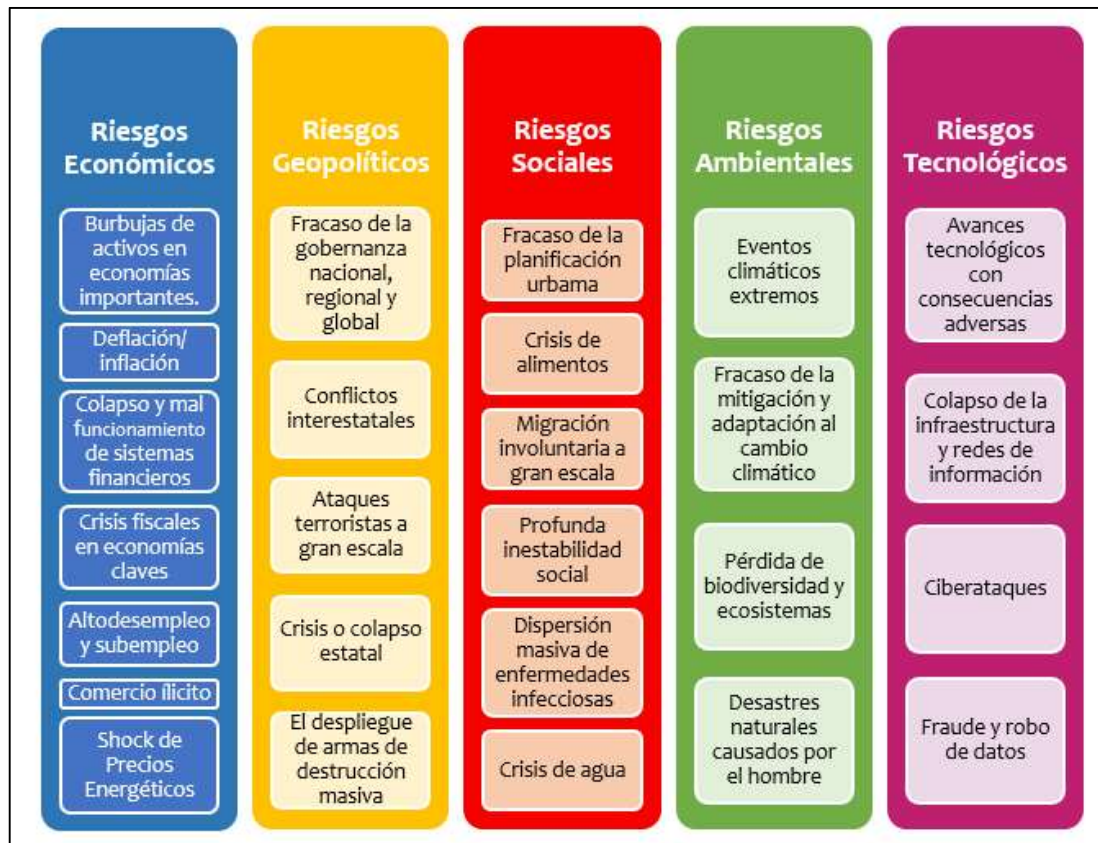 Riesgos
Económicos
Burbujas de
activos en
economías
importantes.
Deflación/
inflación
Colapso y mal
funcionamiento
de sistemas
financieros
Crisis fiscales
en economías
claves
Altodesempleo
y subempleo
Comercio ílicito
Shock de
Precios
Energéticos
Riesgos
Geopolíticos
Fracaso de la
gobernanza
nacional,
regional y
global
Conflictos
interestatales
Ataques
terroristas a
gran escala
Crisis o colapso
estatal
El despliegue
de armas de
destrucción
masiva
Riesgos
Sociales
Fracaso de la
planificación
urbama
Crisis de
alimentos
Migración
involuntaria a
gran escala
Profunda
inestabilidad
social
Dispersión
masiva de
enfermedades
infecciosas
Crisis de agua
Riesgos
Ambientales
Eventos
climáticos
extremos
Fracaso de la
mitigación y
adaptación al
cambio
climático
Pérdida de
biodiversidad y
ecosistemas
Desastres
naturales
causados por
el hombre
Riesgos
Tecnológicos
Avances
tecnológicos
con
consecuencias
adversas
Colapso de la
infraestructura
y redes de
información
Ciberataques
Fraude y robo
de datos